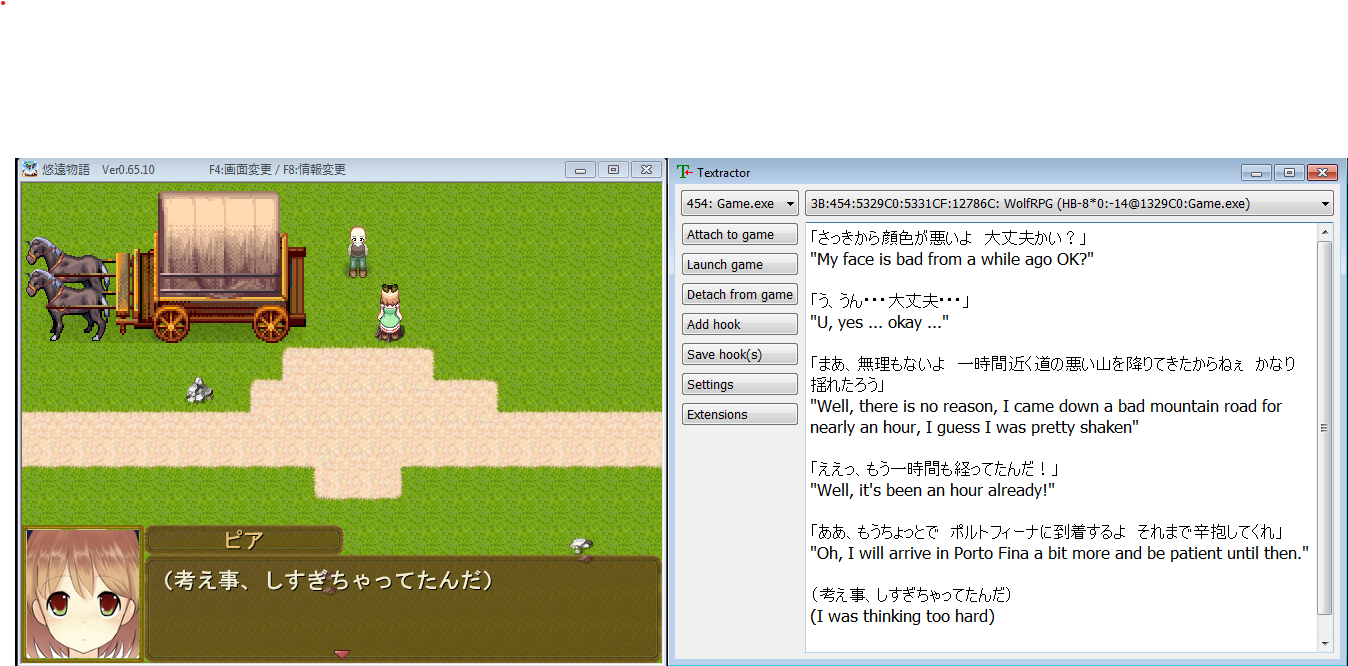 悠遠物語 Ver0.65.10 F4:画面変更 / F8:情報変更
ピア
（考え事、しすぎちゃってたんだ）
Textractor
454: Game.exe
3B:454:5329C0:5331CF:12786C: WolfRPG (HB-8*0:-14@1329C0:Game.exe)
Attach to game
Launch game
Detach from game
Add hook
Save hook(s)
Settings
Extensions
「さっきから顔色が悪いよ　大丈夫かい？」
"My face is bad from a while ago OK?"
「う、うん・・・大丈夫・・・」
"U, yes ... okay ..."
「まあ、無理もないよ　一時間近く道の悪い山を降りてきたからねぇ　かなり
揺れたろう」
"Well, there is no reason, I came down a bad mountain road for
nearly an hour, I guess I was pretty shaken"
「ええっ、もう一時間も経ってたんだ！」
"Well, it's been an hour already!"
「ああ、もうちょっとで　ポルトフィーナに到着するよ　それまで辛抱してくれ」
"Oh, I will arrive in Porto Fina a bit more and be patient until then."
（考え事、しすぎちゃってたんだ）
(I was thinking too hard)